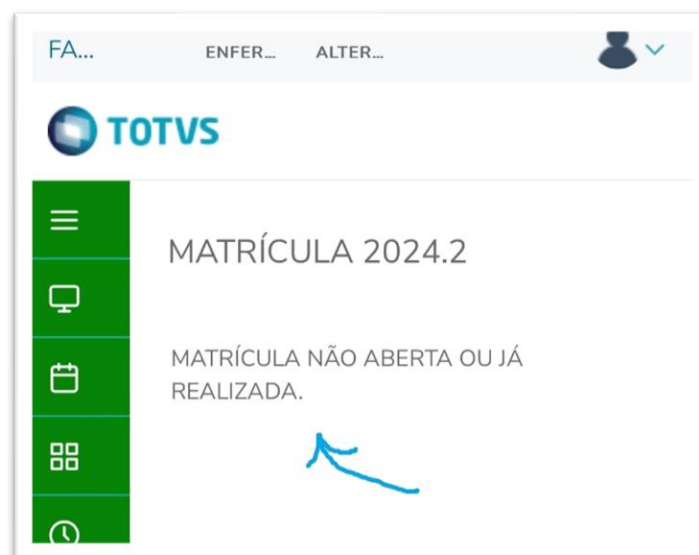 FA... ENFER... ALTER...
TOTVS
MATRÍCULA 2024.2
MATRÍCULA NÃO ABERTA OU JÁ
REALIZADA.